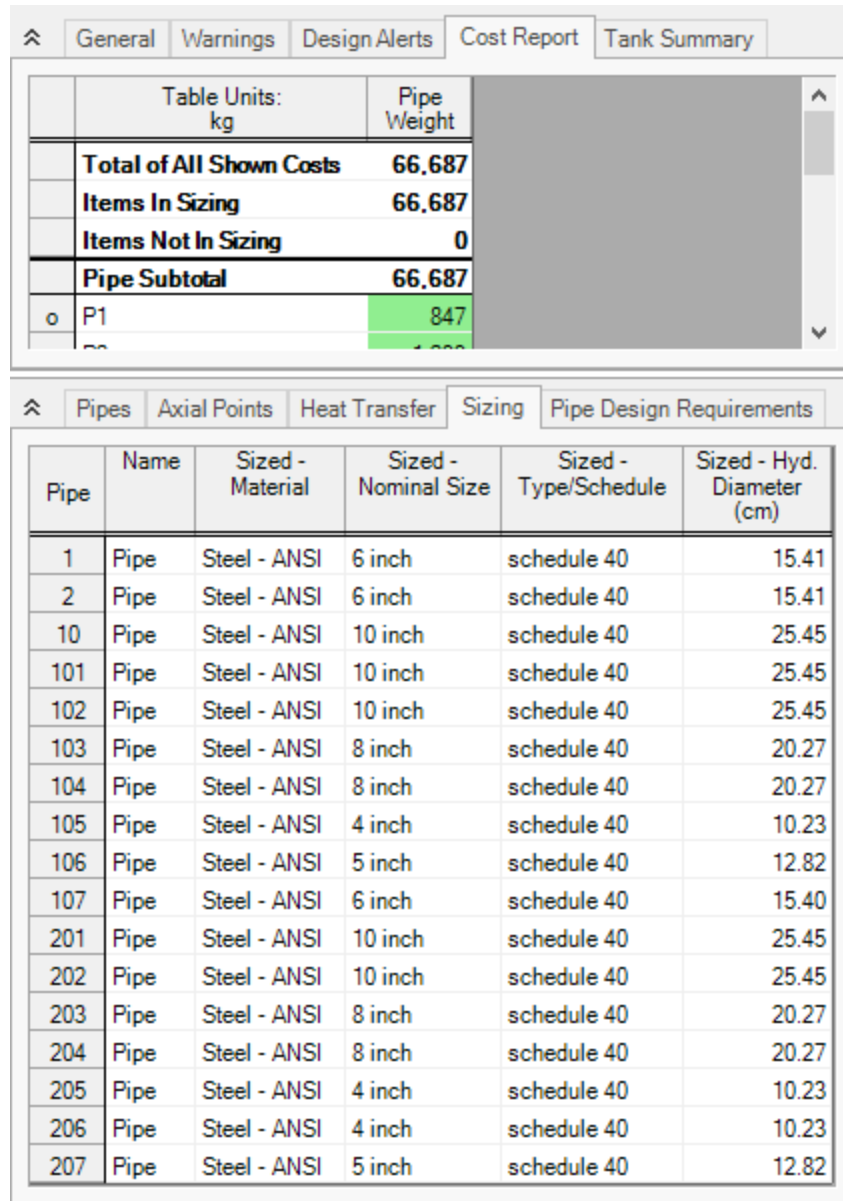 General Warnings Design Alerts Cost Report Tank Summary
Table Units: Pipe
kg Weight
Total of All Shown Costs 66,687
Items In Sizing 66,687
Items Not In Sizing 0
Pipe Subtotal 66,687
o P1 847
Pipes Axial Points Heat Transfer Sizing Pipe Design Requirements
Pipe Name Sized - Material Sized - Nominal Size Sized - Type/Schedule Sized - Hyd. Diameter (cm)
1 Pipe Steel - ANSI 6 inch schedule 40 15.41
2 Pipe Steel - ANSI 6 inch schedule 40 15.41
10 Pipe Steel - ANSI 10 inch schedule 40 25.45
101 Pipe Steel - ANSI 10 inch schedule 40 25.45
102 Pipe Steel - ANSI 10 inch schedule 40 25.45
103 Pipe Steel - ANSI 8 inch schedule 40 20.27
104 Pipe Steel - ANSI 8 inch schedule 40 20.27
105 Pipe Steel - ANSI 4 inch schedule 40 10.23
106 Pipe Steel - ANSI 5 inch schedule 40 12.82
107 Pipe Steel - ANSI 6 inch schedule 40 15.40
201 Pipe Steel - ANSI 10 inch schedule 40 25.45
202 Pipe Steel - ANSI 10 inch schedule 40 25.45
203 Pipe Steel - ANSI 8 inch schedule 40 20.27
204 Pipe Steel - ANSI 8 inch schedule 40 20.27
205 Pipe Steel - ANSI 4 inch schedule 40 10.23
206 Pipe Steel - ANSI 4 inch schedule 40 10.23
207 Pipe Steel - ANSI 5 inch schedule 40 12.82